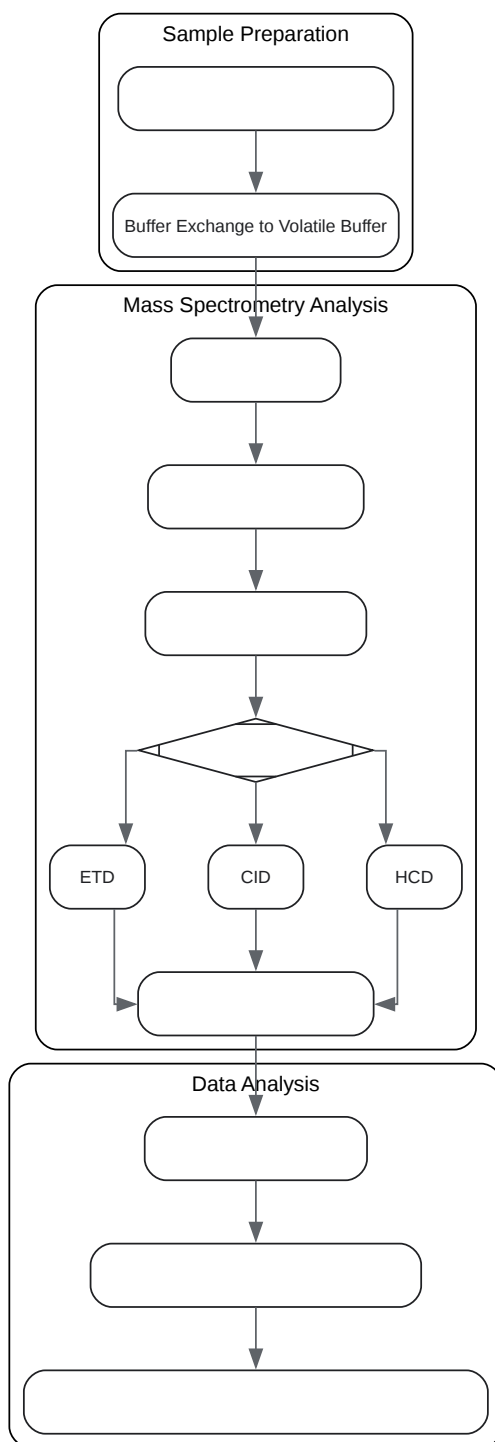 Sample Preparation
Buffer Exchange to Volatile Buffer
Mass Spectrometry Analysis
ETD
CID
HCD
Data Analysis